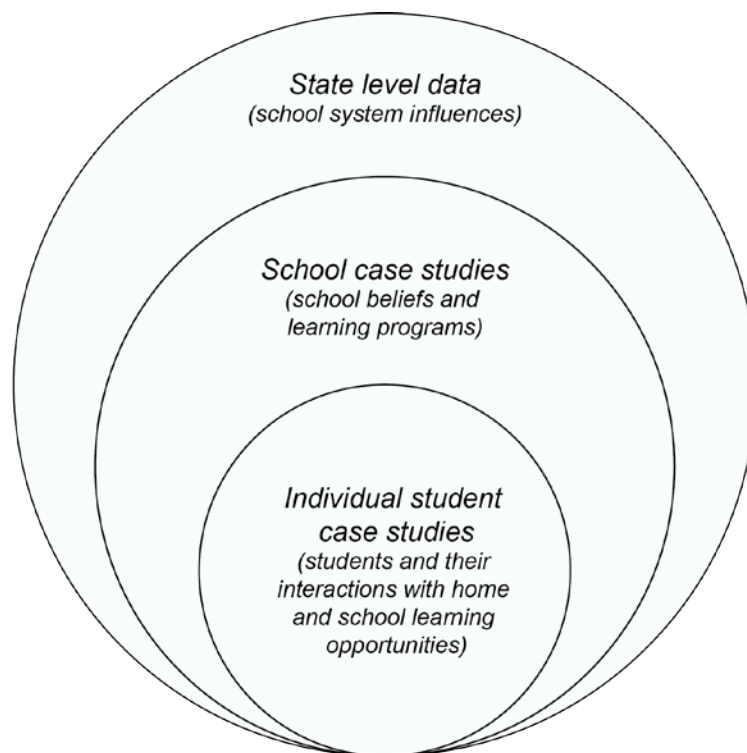 State level data
(school system influences)
School case studies
(school beliefs and
learning programs)
Individual student
case studies
(students and their
interactions with home
and school learning
opportunities)